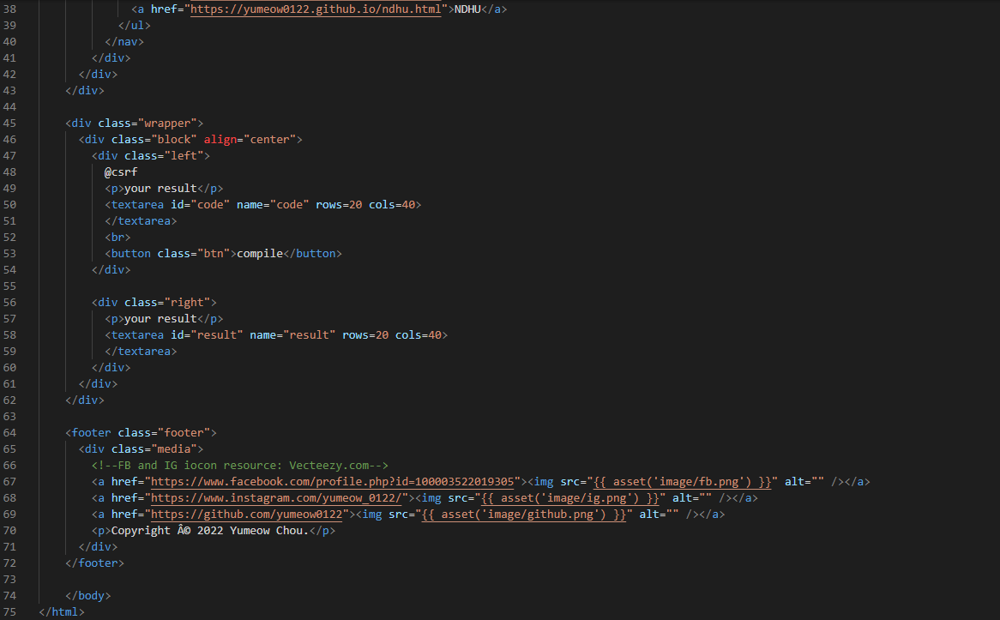 38 <a href="https://yumeow0122.github.io/ndhu.html">NDHU</a>
39 </ul>
40 </nav>
41 </div>
42 </div>
43 </div>
44
45 <div class="wrapper">
46 <div class="block" align="center">
47 <div class="left">
48 @csrf
49 <p>your result</p>
50 <textarea id="code" name="code" rows=20 cols=40>
51 </textarea>
52 <br>
53 <button class="btn">compile</button>
54 </div>
55
56 <div class="right">
57 <p>your result</p>
58 <textarea id="result" name="result" rows=20 cols=40>
59 </textarea>
60 </div>
61 </div>
62 </div>
63
64 <footer class="footer">
65 <div class="media">
66 <!--FB and IG iocon resource: Vecteezy.com-->
67 <a href="https://www.facebook.com/profile.php?id=100003522019305"><img src="{{ asset('image/fb.png') }}" alt="" /></a>
68 <a href="https://www.instagram.com/yumeow_0122/"><img src="{{ asset('image/ig.png') }}" alt="" /></a>
69 <a href="https://github.com/yumeow0122"><img src="{{ asset('image/github.png') }}" alt="" /></a>
70 <p>Copyright Â© 2022 Yumeow Chou.</p>
71 </div>
72 </footer>
73
74 </body>
75 </html>